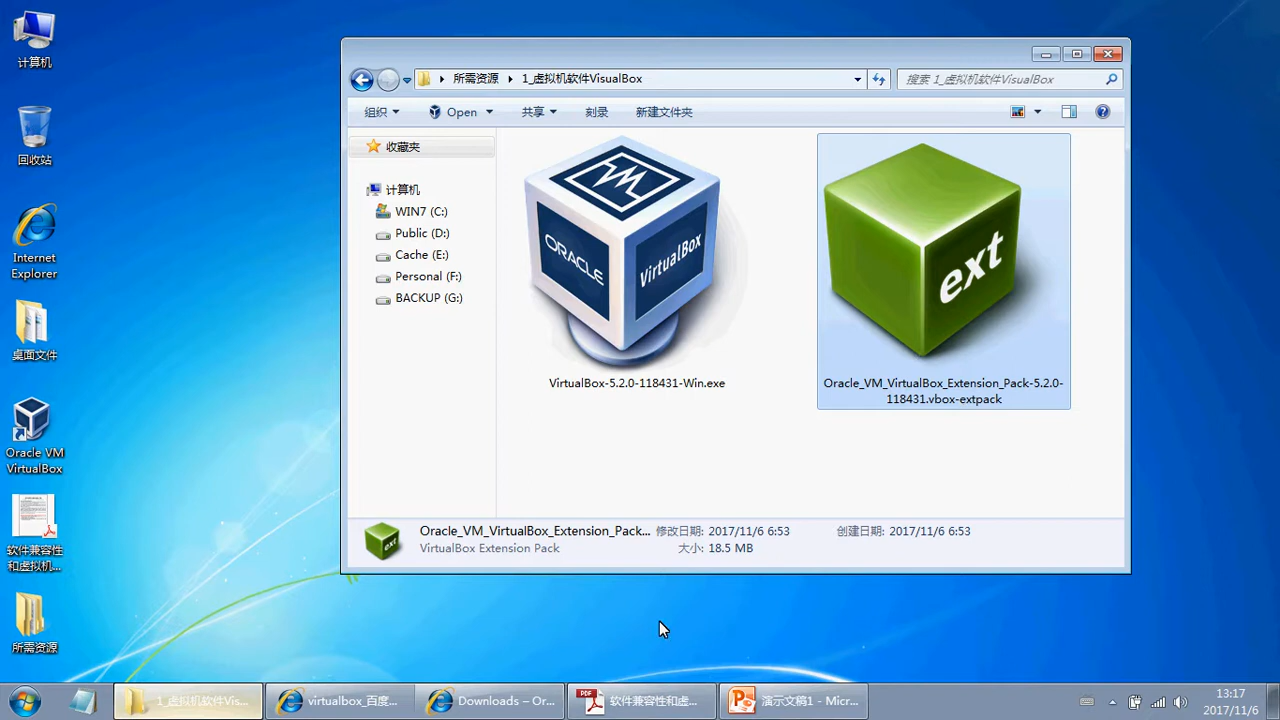 计算机
回收站
Internet
Explorer
桌面文件
Oracle VM
VirtualBox
软件兼容性
和虚拟机...
所需资源
所需资源
1_虚拟机软件VisualBox
搜索 1_虚拟机软件VisualBox
组织
Open
共享
刻录
新建文件夹
收藏夹
计算机
WIN7 (C:)
Public (D:)
Cache (E:)
Personal (F:)
BACKUP (G:)
ORACLE
VirtualBox
VirtualBox-5.2.0-118431-Win.exe
ext
Oracle_VM_VirtualBox_Extension_Pack-5.2.0-
118431.vbox-extpack
ext
Oracle_VM_VirtualBox_Extension_Pack...
修改日期: 2017/11/6 6:53
创建日期: 2017/11/6 6:53
VirtualBox Extension Pack
大小: 18.5 MB
1_虚拟机软件Vis...
virtualbox_百度...
Downloads – Or...
PDF
软件兼容性和虚...
演示文稿1 - Micr...
13:17
2017/11/6